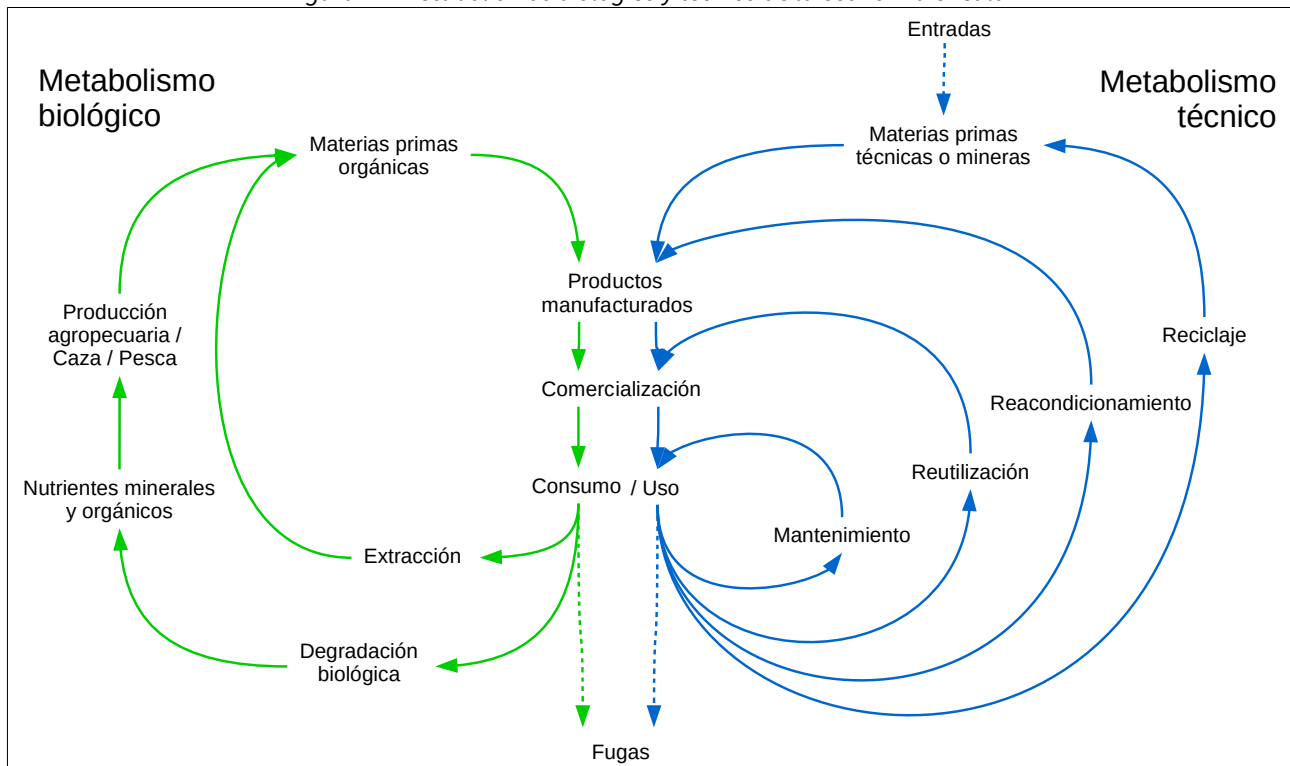 Entradas
Metabolismo
biológico
Metabolismo
técnico
Materias primas
orgánicas
Materias primas
técnicas o mineras
Productos
manufacturados
Producción
agropecuaria /
Caza / Pesca
Reciclaje
Comercialización
Reacondicionamiento
Reutilización
Nutrientes minerales
y orgánicos
Consumo / Uso
Mantenimiento
Extracción
Degradación
biológica
Fugas